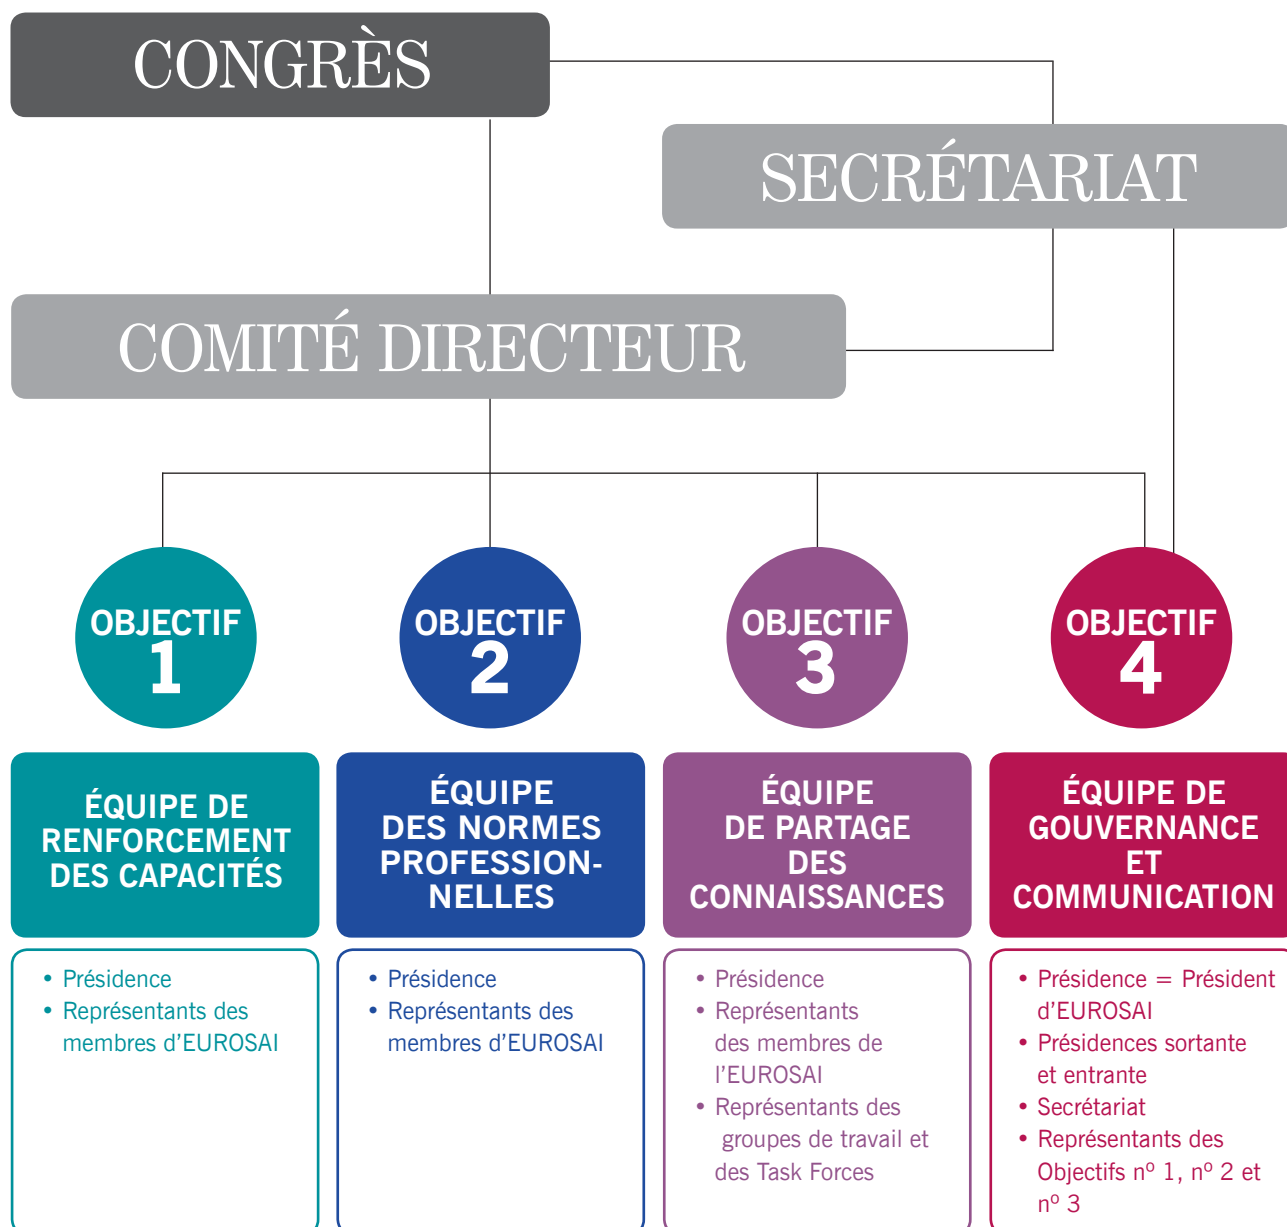 CONGRÈS
SECRÉTARIAT
COMITÉ DIRECTEUR
OBJECTIF
1
OBJECTIF
2
OBJECTIF
3
OBJECTIF
4
ÉQUIPE DE
RENFORCEMENT
DES CAPACITÉS
ÉQUIPE
DES NORMES
PROFESSION-
NELLES
ÉQUIPE
DE PARTAGE
DES
CONNAISSANCES
ÉQUIPE DE
GOUVERNANCE
ET
COMMUNICATION
• Présidence
• Représentants des
membres d'EUROSAI
• Présidence
• Représentants des
membres d'EUROSAI
• Présidence
• Représentants
des membres de
l'EUROSAI
• Représentants des
groupes de travail et
des Task Forces
• Présidence = Président
d'EUROSAI
• Présidences sortante
et entrante
• Secrétariat
• Représentants des
Objectifs nº 1, nº 2 et
nº 3